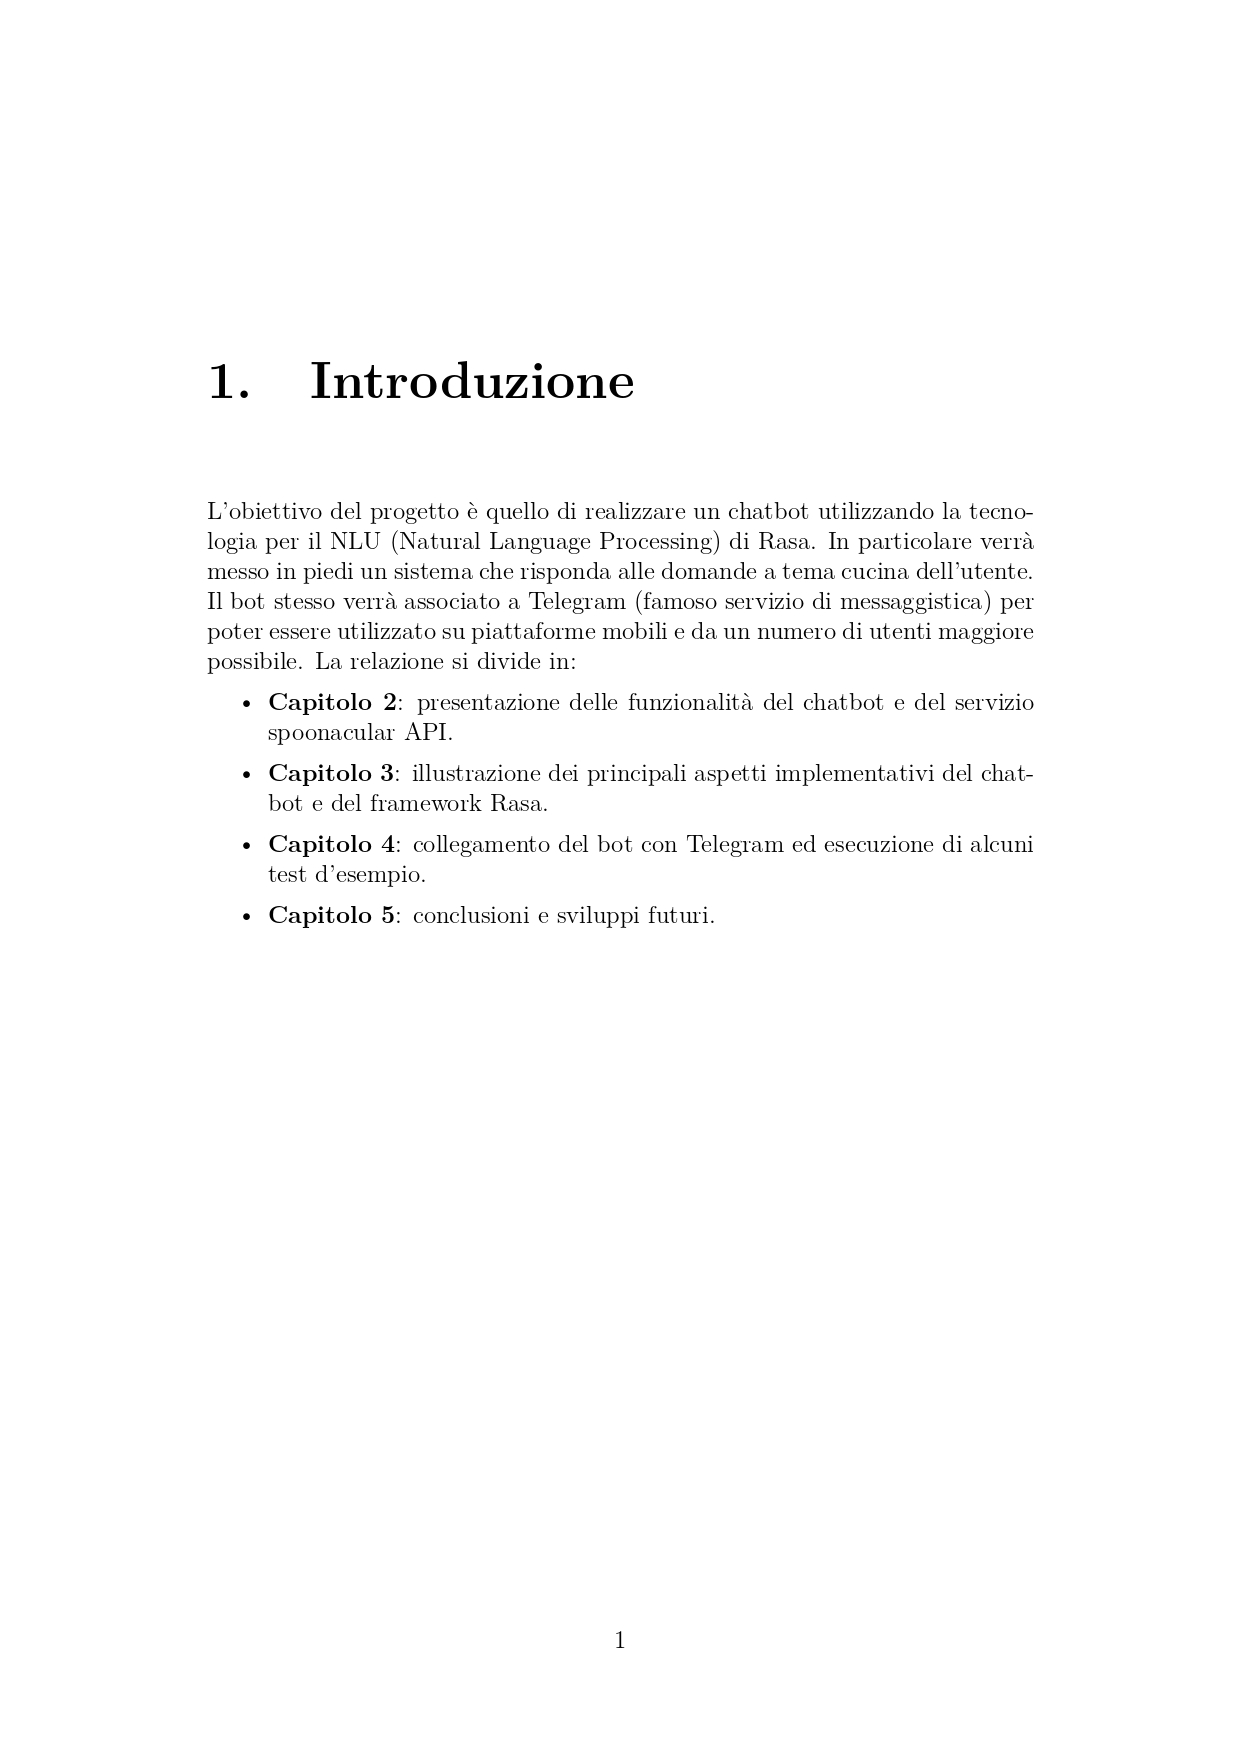 1. Introduzione
L'obiettivo del progetto è quello di realizzare un chatbot utilizzando la tecno-
logia per il NLU (Natural Language Processing) di Rasa. In particolare verrà
messo in piedi un sistema che risponda alle domande a tema cucina dell'utente.
Il bot stesso verrà associato a Telegram (famoso servizio di messaggistica) per
poter essere utilizzato su piattaforme mobili e da un numero di utenti maggiore
possibile. La relazione si divide in:
• Capitolo 2: presentazione delle funzionalità del chatbot e del servizio
spoonacular API.
• Capitolo 3: illustrazione dei principali aspetti implementativi del chat-
bot e del framework Rasa.
• Capitolo 4: collegamento del bot con Telegram ed esecuzione di alcuni
test d'esempio.
• Capitolo 5: conclusioni e sviluppi futuri.
1